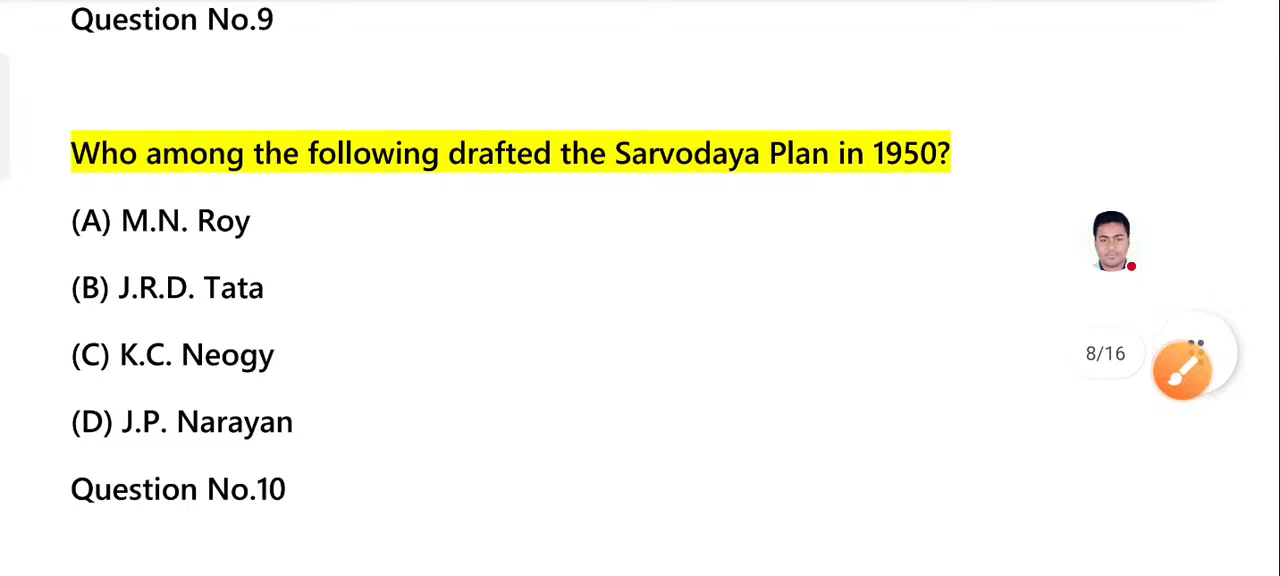 Question No.9
Who among the following drafted the Sarvodaya Plan in 1950?
(A) M.N. Roy
(B) J.R.D. Tata
(C) K.C. Neogy
8/16
(D) J.P. Narayan
Question No.10